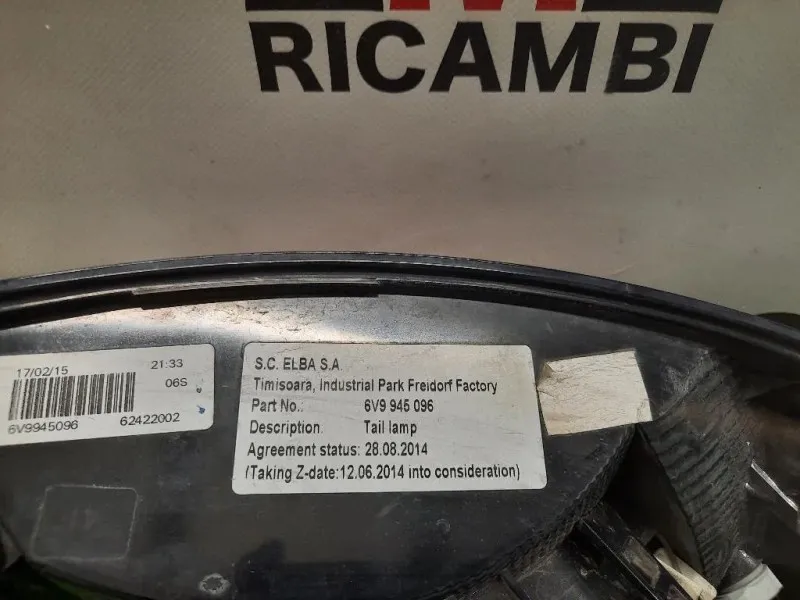 RICAMBI
17/02/15 21:33
06S
6V9945096 62422002
S.C. ELBA S.A
Timisoara, Industrial Park Freidorf Factory
Part No.: 6V9 945 096
Description: Tail lamp
Agreement status: 28.08.2014
(Taking Z-date:12.06.2014 into consideration)